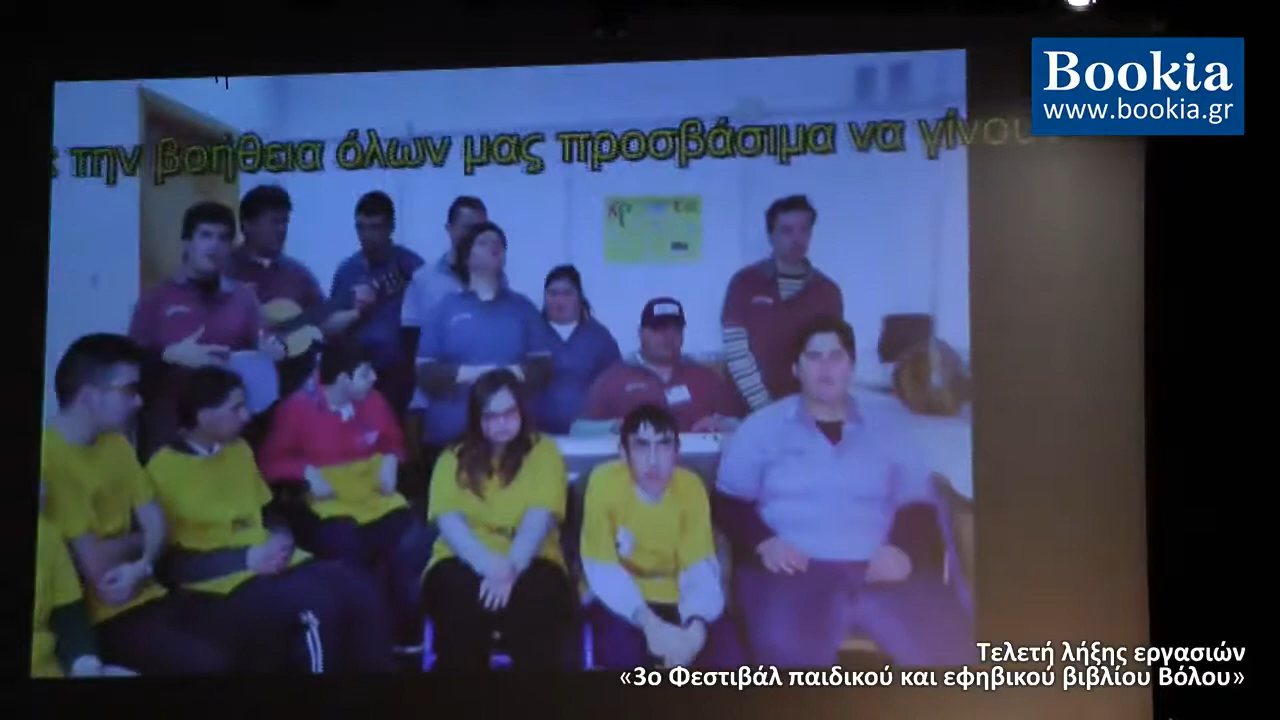 Bookia
www.bookia.gr
την βοήθεια όλων μας προσβάσιμα να γίνου
Τελετή λήξης εργασιών
«3ο Φεστιβάλ παιδικού και εφηβικού βιβλίου Βόλου»